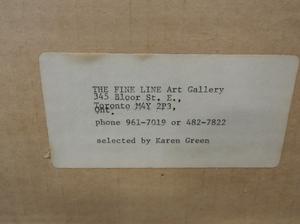 THE FINE LINE Art Gallery
345 Bloor St. E.,
Toronto M4Y 2P3,
Ont.
phone 961-7019 or 482-7822
selected by Karen Green